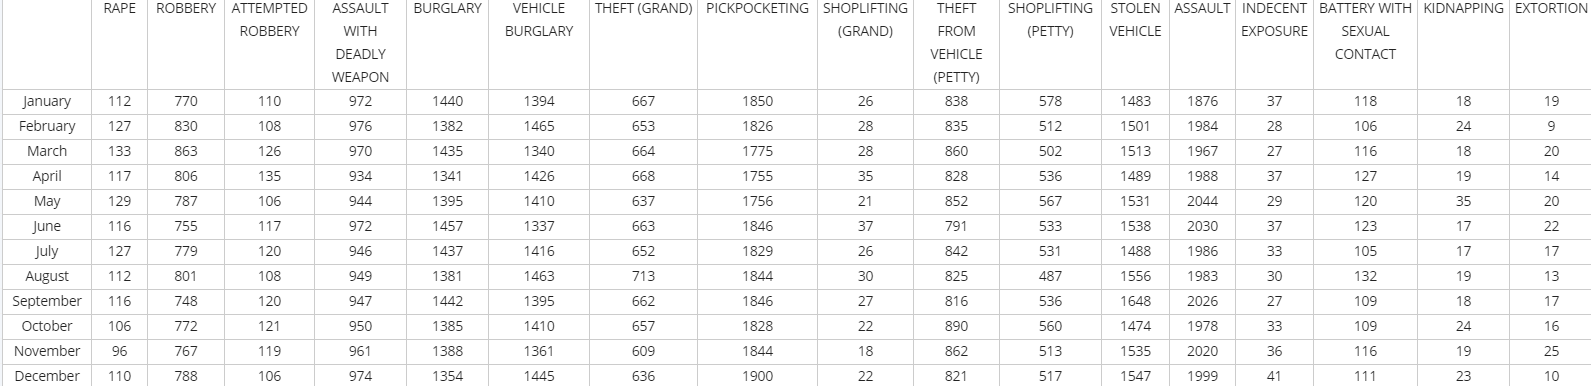 RAPE ROBBERY ATTEMPTED ROBBERY ASSAULT WITH DEADLY WEAPON BURGLARY VEHICLE BURGLARY THEFT (GRAND) PICKPOCKETING SHOPLIFTING (GRAND) THEFT FROM VEHICLE (PETTY) SHOPLIFTING (PETTY) STOLEN VEHICLE ASSAULT INDECENT EXPOSURE BATTERY WITH SEXUAL CONTACT KIDNAPPING EXTORTION
January 112 770 110 972 1440 1394 667 1850 26 838 578 1483 1876 37 118 18 19
February 127 830 108 976 1382 1465 653 1826 28 835 512 1501 1984 28 106 24 9
March 133 863 126 970 1435 1340 664 1775 28 860 502 1513 1967 27 116 18 20
April 117 806 135 934 1341 1426 668 1755 35 828 536 1489 1988 37 127 19 14
May 129 787 106 944 1395 1410 637 1756 21 852 567 1531 2044 29 120 35 20
June 116 755 117 972 1457 1337 663 1846 37 791 533 1538 2030 37 123 17 22
July 127 779 120 946 1437 1416 652 1829 26 842 531 1488 1986 33 105 17 17
August 112 801 108 949 1381 1463 713 1844 30 825 487 1556 1983 30 132 19 13
September 116 748 120 947 1442 1395 662 1846 27 816 536 1648 2026 27 109 18 17
October 106 772 121 950 1385 1410 657 1828 22 890 560 1474 1978 33 109 24 16
November 96 767 119 961 1388 1361 609 1844 18 862 513 1535 2020 36 116 19 25
December 110 788 106 974 1354 1445 636 1900 22 821 517 1547 1999 41 111 23 10